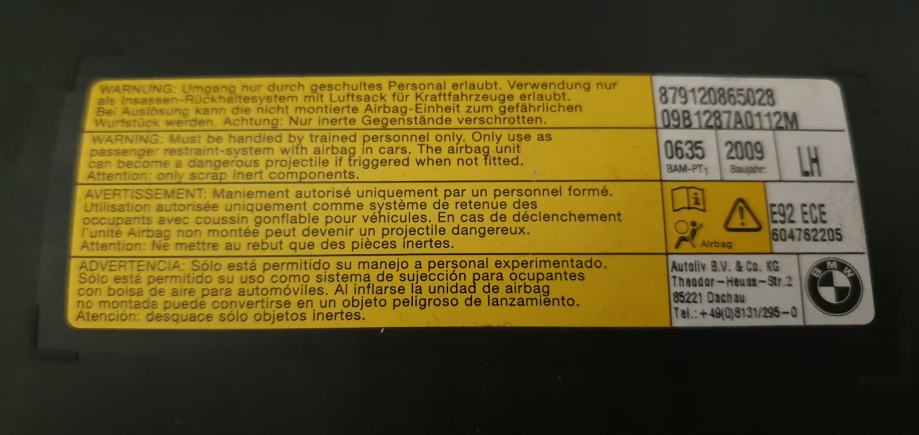 WARNUNG: Umgang nur durch geschultes Personal erlaubt. Verwendung nur
als Insassen-Rückhaltesystem mit Luftsack für Kraftfahrzeuge erlaubt.
Bei Auslösung kann die nicht montierte Airbag-Einheit zum gefährlichen
Wurfstück werden. Achtung: Nur inerte Gegenstände verschrotten.
WARNING: Must be handled by trained personnel only. Only use as
passenger restraint-system with airbag in cars. The airbag unit
can become a dangerous projectile if triggered when not fitted.
Attention: only scrap inert components.
AVERTISSEMENT: Maniement autorisé uniquement par un personnel formé.
Utilisation autorisée uniquement comme système de retenue des
occupants avec coussin gonflable pour véhicules. En cas de déclenchement
l'unité Airbag non montée peut devenir un projectile dangereux.
Attention: Ne mettre au rebut que des pièces inertes.
ADVERTENCIA: Sólo está permitido su manejo a personal experimentado.
Sólo está permitido su uso como sistema de sujección para ocupantes
con bolsa de aire para automóviles. Al inflarse la unidad de airbag
no montada puede convertirse en un objeto peligroso de lanzamiento.
Atención: desguace sólo objetos inertes.
879120865028
09B1287A0112M
0635 2009 LH
BAM-PT₁ Baujahr:
E92 ECE
604762205
Airbag
Autoliv B.V. & Co. KG
Theodor-Heuss-Str.2
85221 Dachau
Tel.:+49(0)8131/295-0
BMW